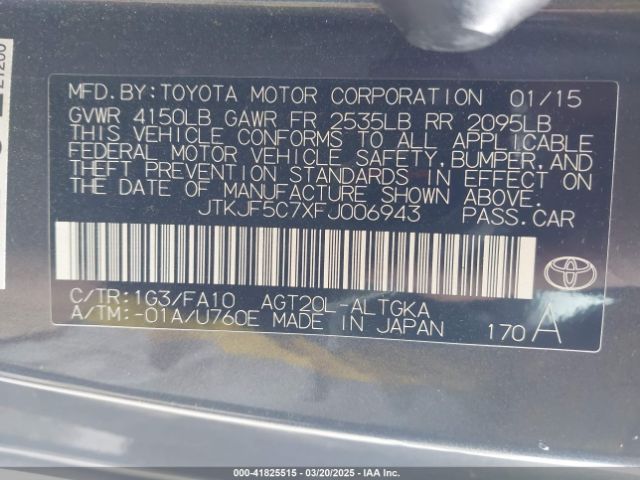 MFD.BY:TOYOTA MOTOR CORPORATION 01/15
GVWR 4150LB GAWR FR 2535LB RR 2095LB
THIS VEHICLE CONFORMS TO ALL APPLICABLE
FEDERAL MOTOR VEHICLE SAFETY,BUMPER,AND
THEFT PREVENTION STANDARDS IN EFFECT ON
THE DATE OF MANUFACTURE SHOWN ABOVE.
JTKJF5C7XFJ006943 PASS.CAR
C/TR:1G3/FA10 AGT20L-ALTGKA
A/TM:-01A/U760E MADE IN JAPAN 170 A
000-41825515 | 03/20/2025 - IAA Inc.